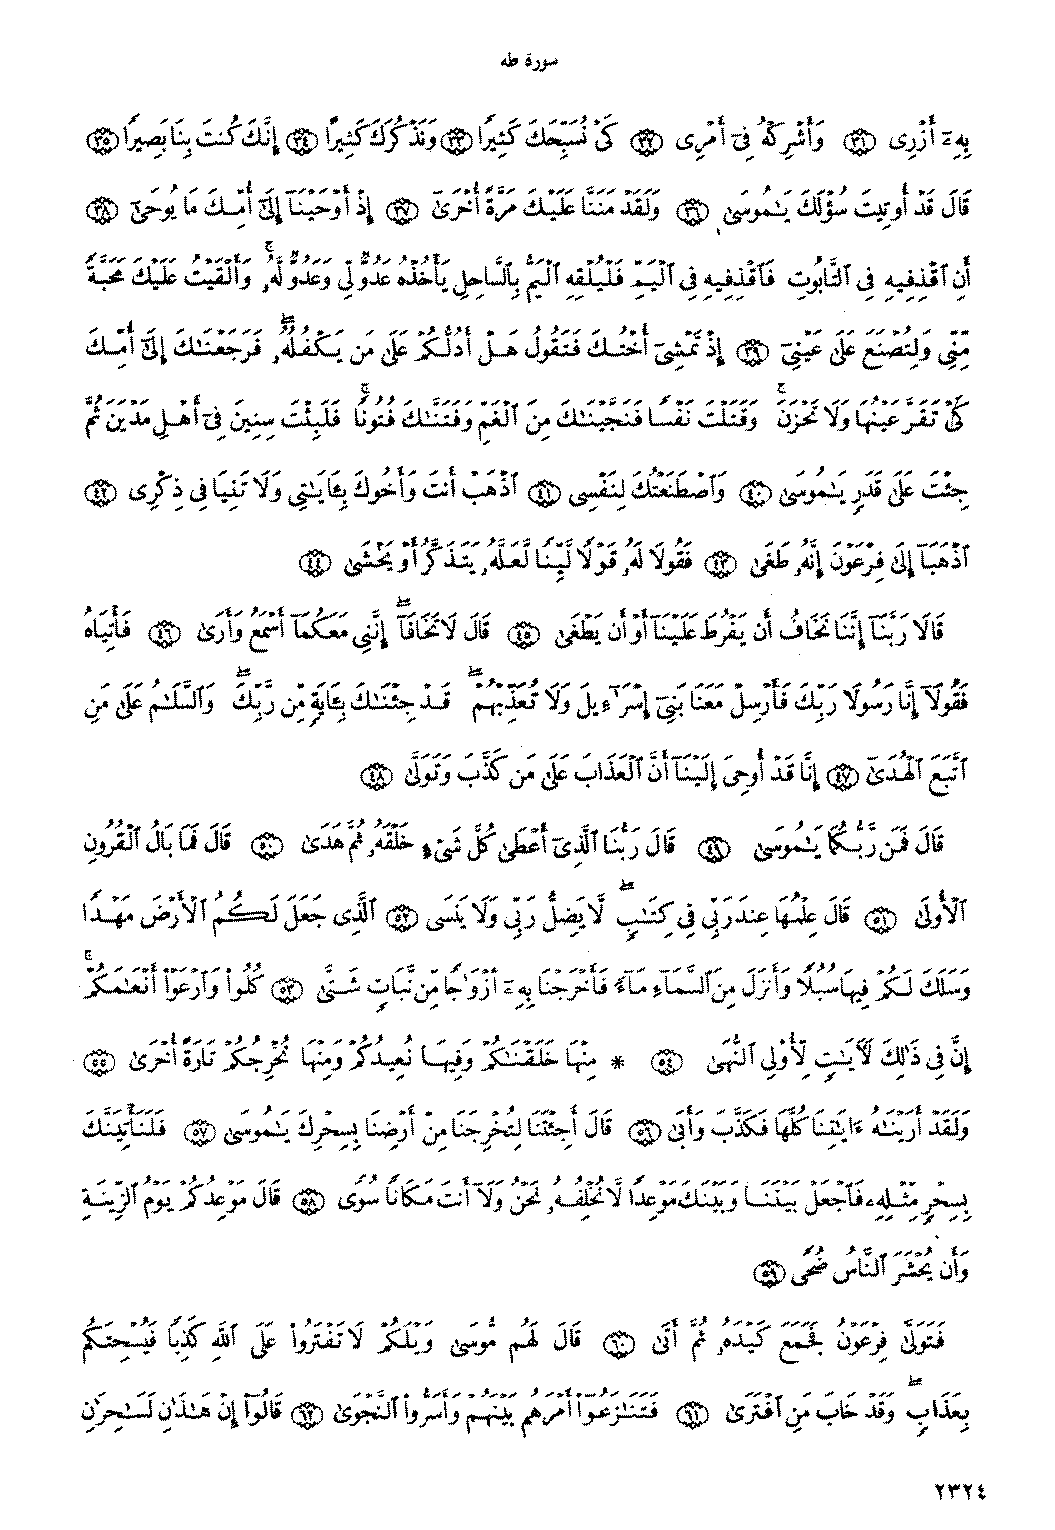 سورة طه
بِهِۦٓ أَزْرِى ﴿٣١﴾ وَأَشْرِكْهُ فِىٓ أَمْرِى ﴿٣٢﴾ كَىْ نُسَبِّحَكَ كَثِيرًا ﴿٣٣﴾ وَنَذْكُرَكَ كَثِيرًا ﴿٣٤﴾ إِنَّكَ كُنتَ بِنَا بَصِيرًا ﴿٣٥﴾
قَالَ قَدْ أُوتِيتَ سُؤْلَكَ يَـٰمُوسَىٰ ﴿٣٦﴾ وَلَقَدْ مَنَنَّا عَلَيْكَ مَرَّةً أُخْرَىٰٓ ﴿٣٧﴾ إِذْ أَوْحَيْنَآ إِلَىٰٓ أُمِّكَ مَا يُوحَىٰٓ ﴿٣٨﴾
أَنِ ٱقْذِفِيهِ فِى ٱلتَّابُوتِ فَٱقْذِفِيهِ فِى ٱلْيَمِّ فَلْيُلْقِهِ ٱلْيَمُّ بِٱلسَّاحِلِ يَأْخُذْهُ عَدُوٌّ لِّى وَعَدُوٌّ لَّهُۥ ۚ وَأَلْقَيْتُ عَلَيْكَ مَحَبَّةً
مِّنِّى وَلِتُصْنَعَ عَلَىٰ عَيْنِىٓ ﴿٣٩﴾ إِذْ تَمْشِىٓ أُخْتُكَ فَتَقُولُ هَلْ أَدُلُّكُمْ عَلَىٰ مَن يَكْفُلُهُۥ ۖ فَرَجَعْنَـٰكَ إِلَىٰٓ أُمِّكَ
كَىْ تَقَرَّ عَيْنُهَا وَلَا تَحْزَنَ ۚ وَقَتَلْتَ نَفْسًا فَنَجَّيْنَـٰكَ مِنَ ٱلْغَمِّ وَفَتَنَّـٰكَ فُتُونًا ۚ فَلَبِثْتَ سِنِينَ فِىٓ أَهْلِ مَدْيَنَ ثُمَّ
جِئْتَ عَلَىٰ قَدَرٍ يَـٰمُوسَىٰ ﴿٤٠﴾ وَٱصْطَنَعْتُكَ لِنَفْسِى ﴿٤١﴾ ٱذْهَبْ أَنتَ وَأَخُوكَ بِـَٔايَـٰتِى وَلَا تَنِيَا فِى ذِكْرِى ﴿٤٢﴾
ٱذْهَبَآ إِلَىٰ فِرْعَوْنَ إِنَّهُۥ طَغَىٰ ﴿٤٣﴾ فَقُولَا لَهُۥ قَوْلًا لَّيِّنًا لَّعَلَّهُۥ يَتَذَكَّرُ أَوْ يَخْشَىٰ ﴿٤٤﴾
قَالَا رَبَّنَآ إِنَّنَا نَخَافُ أَن يَفْرُطَ عَلَيْنَآ أَوْ أَن يَطْغَىٰ ﴿٤٥﴾ قَالَ لَا تَخَافَآ ۖ إِنَّنِى مَعَكُمَآ أَسْمَعُ وَأَرَىٰ ﴿٤٦﴾ فَأْتِيَاهُ
فَقُولَآ إِنَّا رَسُولَا رَبِّكَ فَأَرْسِلْ مَعَنَا بَنِىٓ إِسْرَٰٓءِيلَ وَلَا تُعَذِّبْهُمْ ۖ قَدْ جِئْنَـٰكَ بِـَٔايَةٍ مِّن رَّبِّكَ ۖ وَٱلسَّلَـٰمُ عَلَىٰ مَنِ
ٱتَّبَعَ ٱلْهُدَىٰٓ ﴿٤٧﴾ إِنَّا قَدْ أُوحِىَ إِلَيْنَآ أَنَّ ٱلْعَذَابَ عَلَىٰ مَن كَذَّبَ وَتَوَلَّىٰ ﴿٤٨﴾
قَالَ فَمَن رَّبُّكُمَا يَـٰمُوسَىٰ ﴿٤٩﴾ قَالَ رَبُّنَا ٱلَّذِىٓ أَعْطَىٰ كُلَّ شَىْءٍ خَلْقَهُۥ ثُمَّ هَدَىٰ ﴿٥٠﴾ قَالَ فَمَا بَالُ ٱلْقُرُونِ
ٱلْأُولَىٰ ﴿٥١﴾ قَالَ عِلْمُهَا عِندَ رَبِّى فِى كِتَـٰبٍ ۖ لَّا يَضِلُّ رَبِّى وَلَا يَنسَى ﴿٥٢﴾ ٱلَّذِى جَعَلَ لَكُمُ ٱلْأَرْضَ مَهْدًا
وَسَلَكَ لَكُمْ فِيهَا سُبُلًا وَأَنزَلَ مِنَ ٱلسَّمَآءِ مَآءً فَأَخْرَجْنَا بِهِۦٓ أَزْوَٰجًا مِّن نَّبَاتٍ شَتَّىٰ ﴿٥٣﴾ كُلُوا۟ وَٱرْعَوْا۟ أَنْعَـٰمَكُمْ ۚ
إِنَّ فِى ذَٰلِكَ لَـَٔايَـٰتٍ لِّأُو۟لِى ٱلنُّهَىٰ ﴿٥٤﴾ * مِنْهَا خَلَقْنَـٰكُمْ وَفِيهَا نُعِيدُكُمْ وَمِنْهَا نُخْرِجُكُمْ تَارَةً أُخْرَىٰ ﴿٥٥﴾
وَلَقَدْ أَرَيْنَـٰهُ ءَايَـٰتِنَا كُلَّهَا فَكَذَّبَ وَأَبَىٰ ﴿٥٦﴾ قَالَ أَجِئْتَنَا لِتُخْرِجَنَا مِنْ أَرْضِنَا بِسِحْرِكَ يَـٰمُوسَىٰ ﴿٥٧﴾ فَلَنَأْتِيَنَّكَ
بِسِحْرٍ مِّثْلِهِۦ فَٱجْعَلْ بَيْنَنَا وَبَيْنَكَ مَوْعِدًا لَّا نُخْلِفُهُۥ نَحْنُ وَلَآ أَنتَ مَكَانًا سُوًى ﴿٥٨﴾ قَالَ مَوْعِدُكُمْ يَوْمُ ٱلزِّينَةِ
وَأَن يُحْشَرَ ٱلنَّاسُ ضُحًى ﴿٥٩﴾
فَتَوَلَّىٰ فِرْعَوْنُ فَجَمَعَ كَيْدَهُۥ ثُمَّ أَتَىٰ ﴿٦٠﴾ قَالَ لَهُم مُّوسَىٰ وَيْلَكُمْ لَا تَفْتَرُوا۟ عَلَى ٱللَّهِ كَذِبًا فَيُسْحِتَكُم
بِعَذَابٍ ۖ وَقَدْ خَابَ مَنِ ٱفْتَرَىٰ ﴿٦١﴾ فَتَنَـٰزَعُوٓا۟ أَمْرَهُم بَيْنَهُمْ وَأَسَرُّوا۟ ٱلنَّجْوَىٰ ﴿٦٢﴾ قَالُوٓا۟ إِنْ هَـٰذَٰنِ لَسَـٰحِرَٰنِ
٢٣٢٤